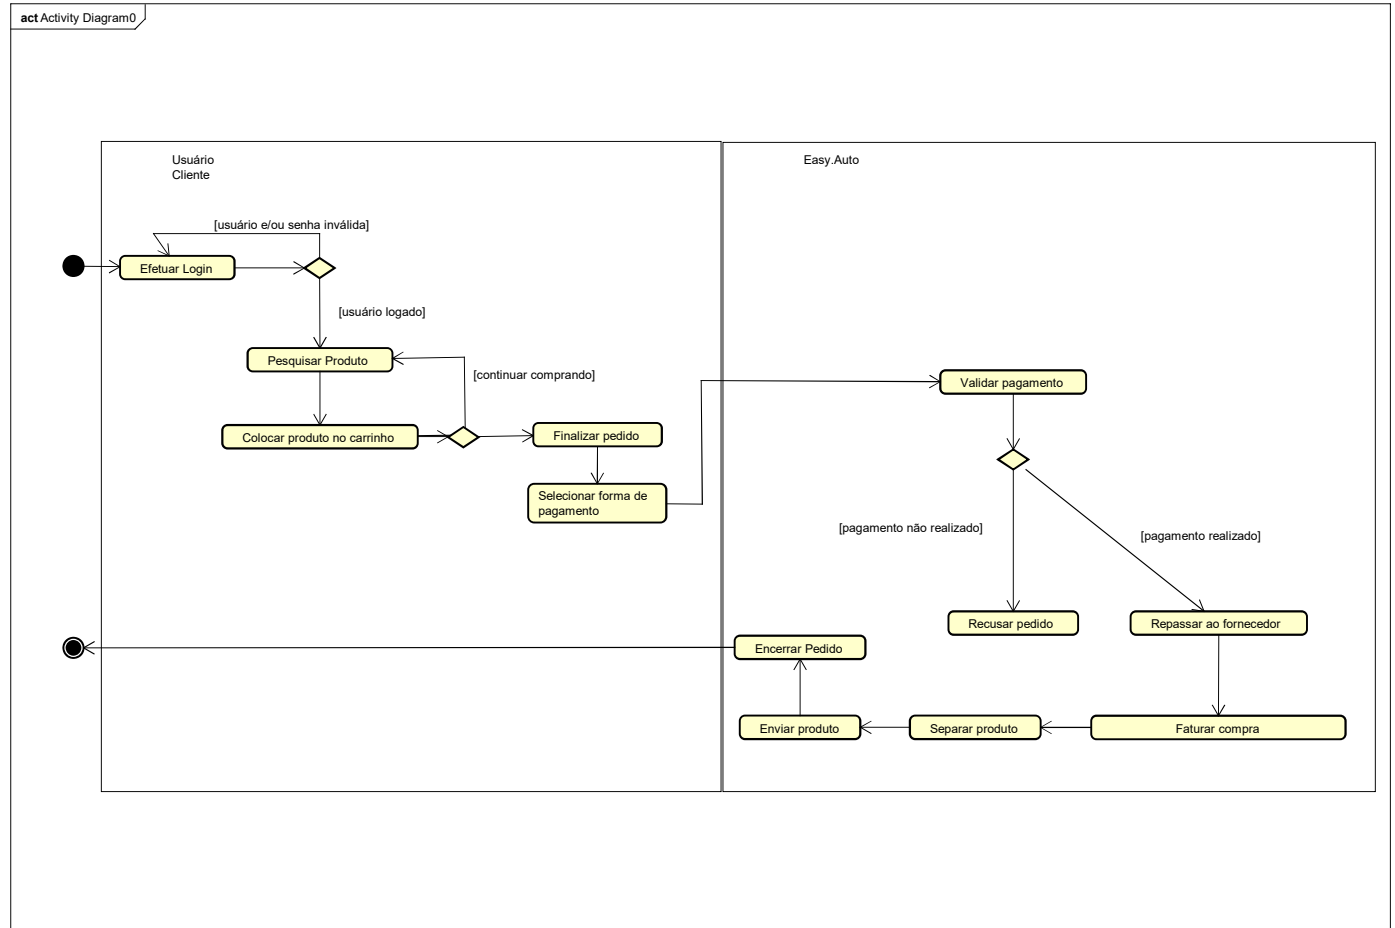 act Activity Diagram0
Usuário
Cliente
Easy.Auto
[usuário e/ou senha inválida]
Efetuar Login
[usuário logado]
Pesquisar Produto
[continuar comprando]
Validar pagamento
Colocar produto no carrinho
Finalizar pedido
Selecionar forma de
pagamento
[pagamento não realizado]
[pagamento realizado]
Recusar pedido
Repassar ao fornecedor
Encerrar Pedido
Enviar produto
Separar produto
Faturar compra